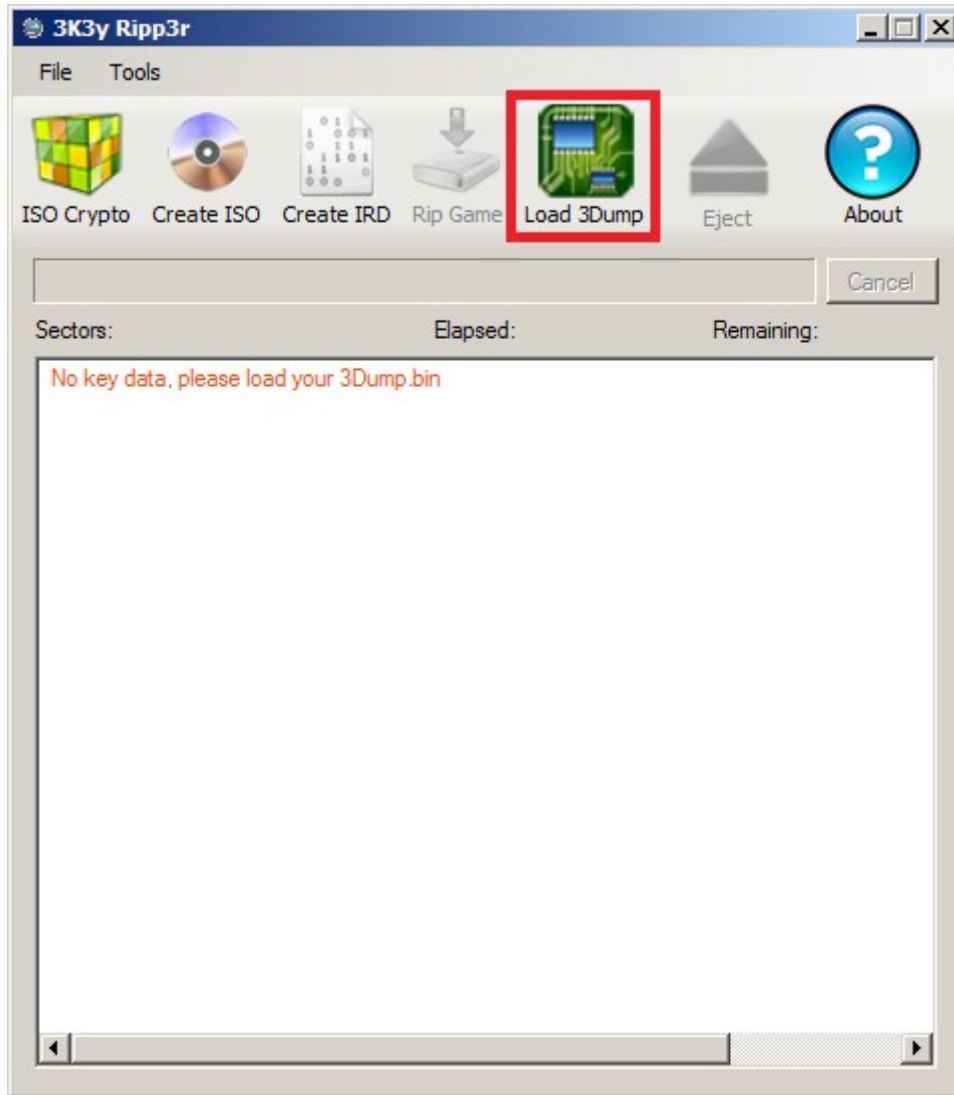 3K3y Ripp3r
File Tools
ISO Crypto Create ISO Create IRD Rip Game Load 3Dump Eject About
Cancel
Sectors: Elapsed: Remaining:
No key data, please load your 3Dump.bin